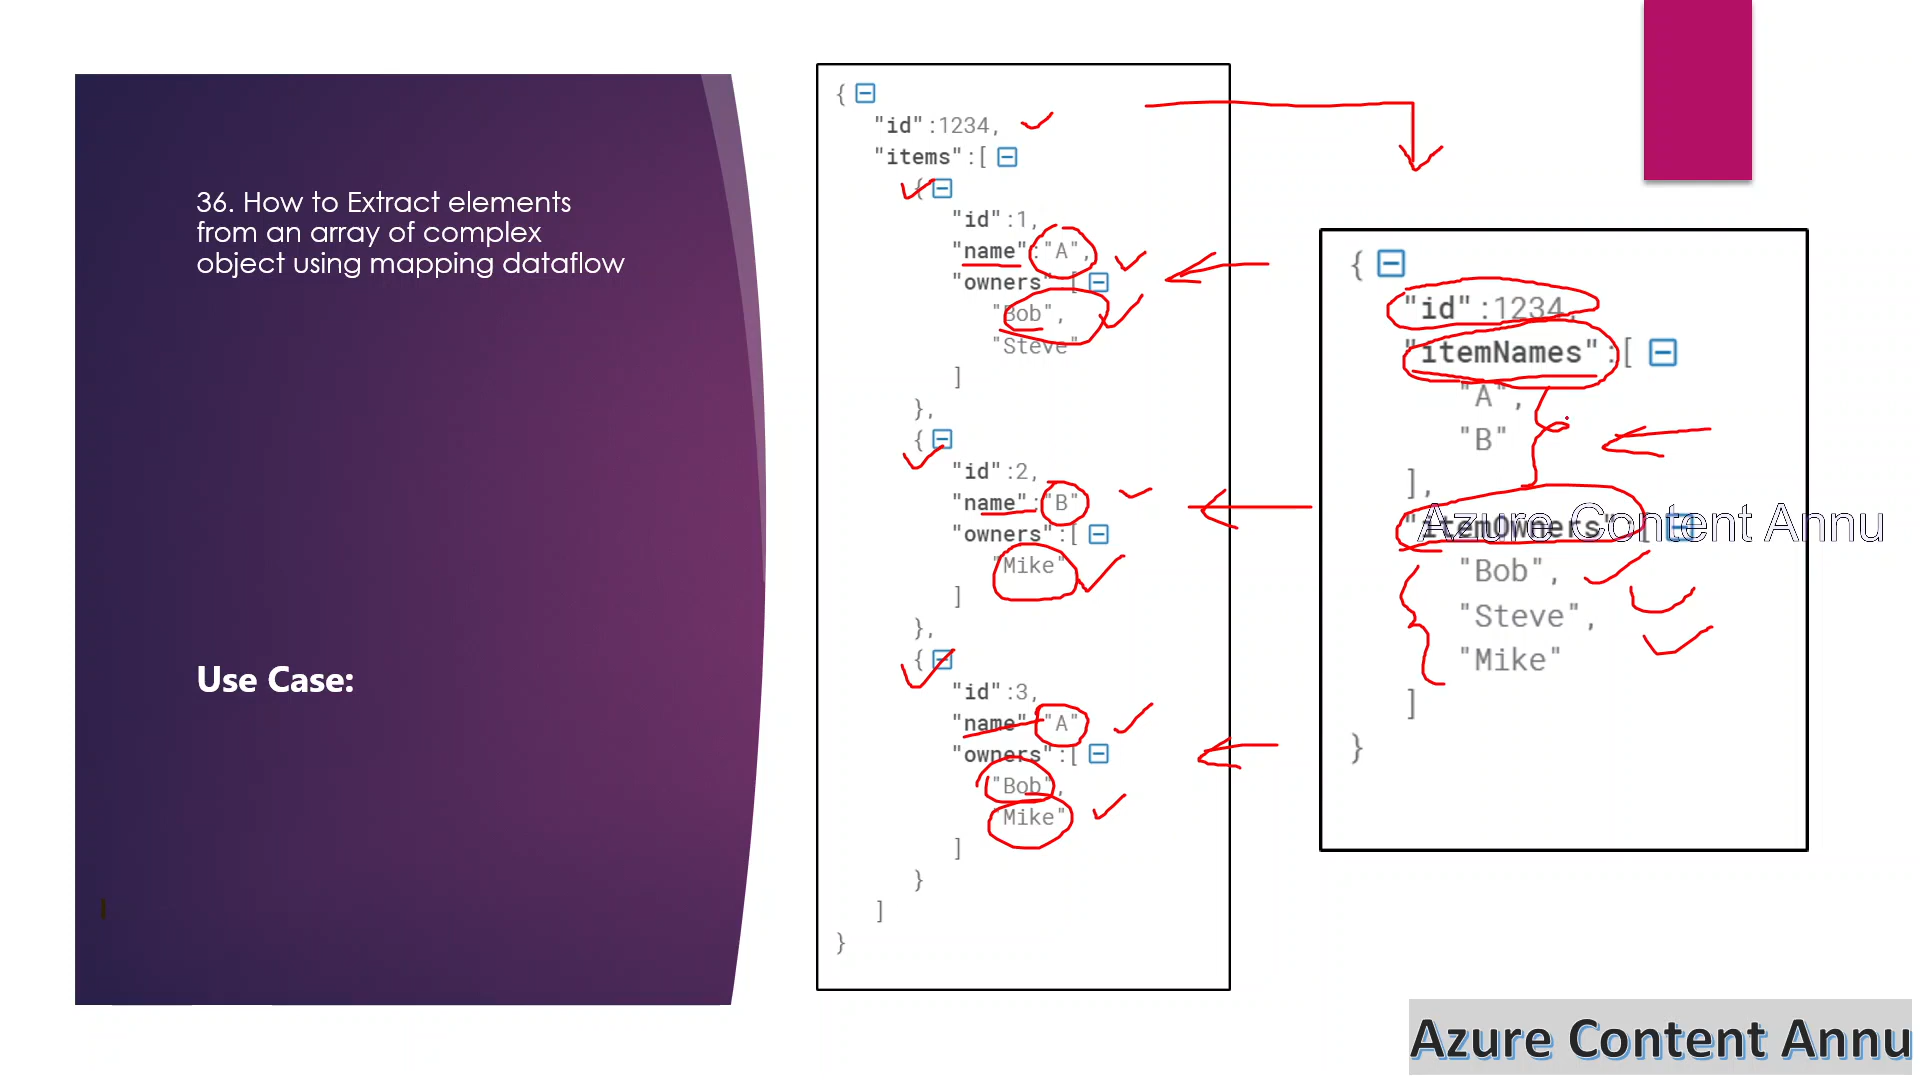 36. How to Extract elements
from an array of complex
object using mapping dataflow
Use Case:
{
"id":1234,
"items":[
{
"id":1,
"name":"A",
"owners":[
"Bob",
"Steve"
]
},
{
"id":2,
"name":"B"
"owners":[
"Mike"
]
},
{
"id":3,
"name":"A"
"owners":[
"Bob",
"Mike"
]
}
]
}
{
"id":1234,
"itemNames":[
"A",
"B"
],
"itemOwners":[
"Bob",
"Steve",
"Mike"
]
}
Azure Content Annu
Azure Content Annu